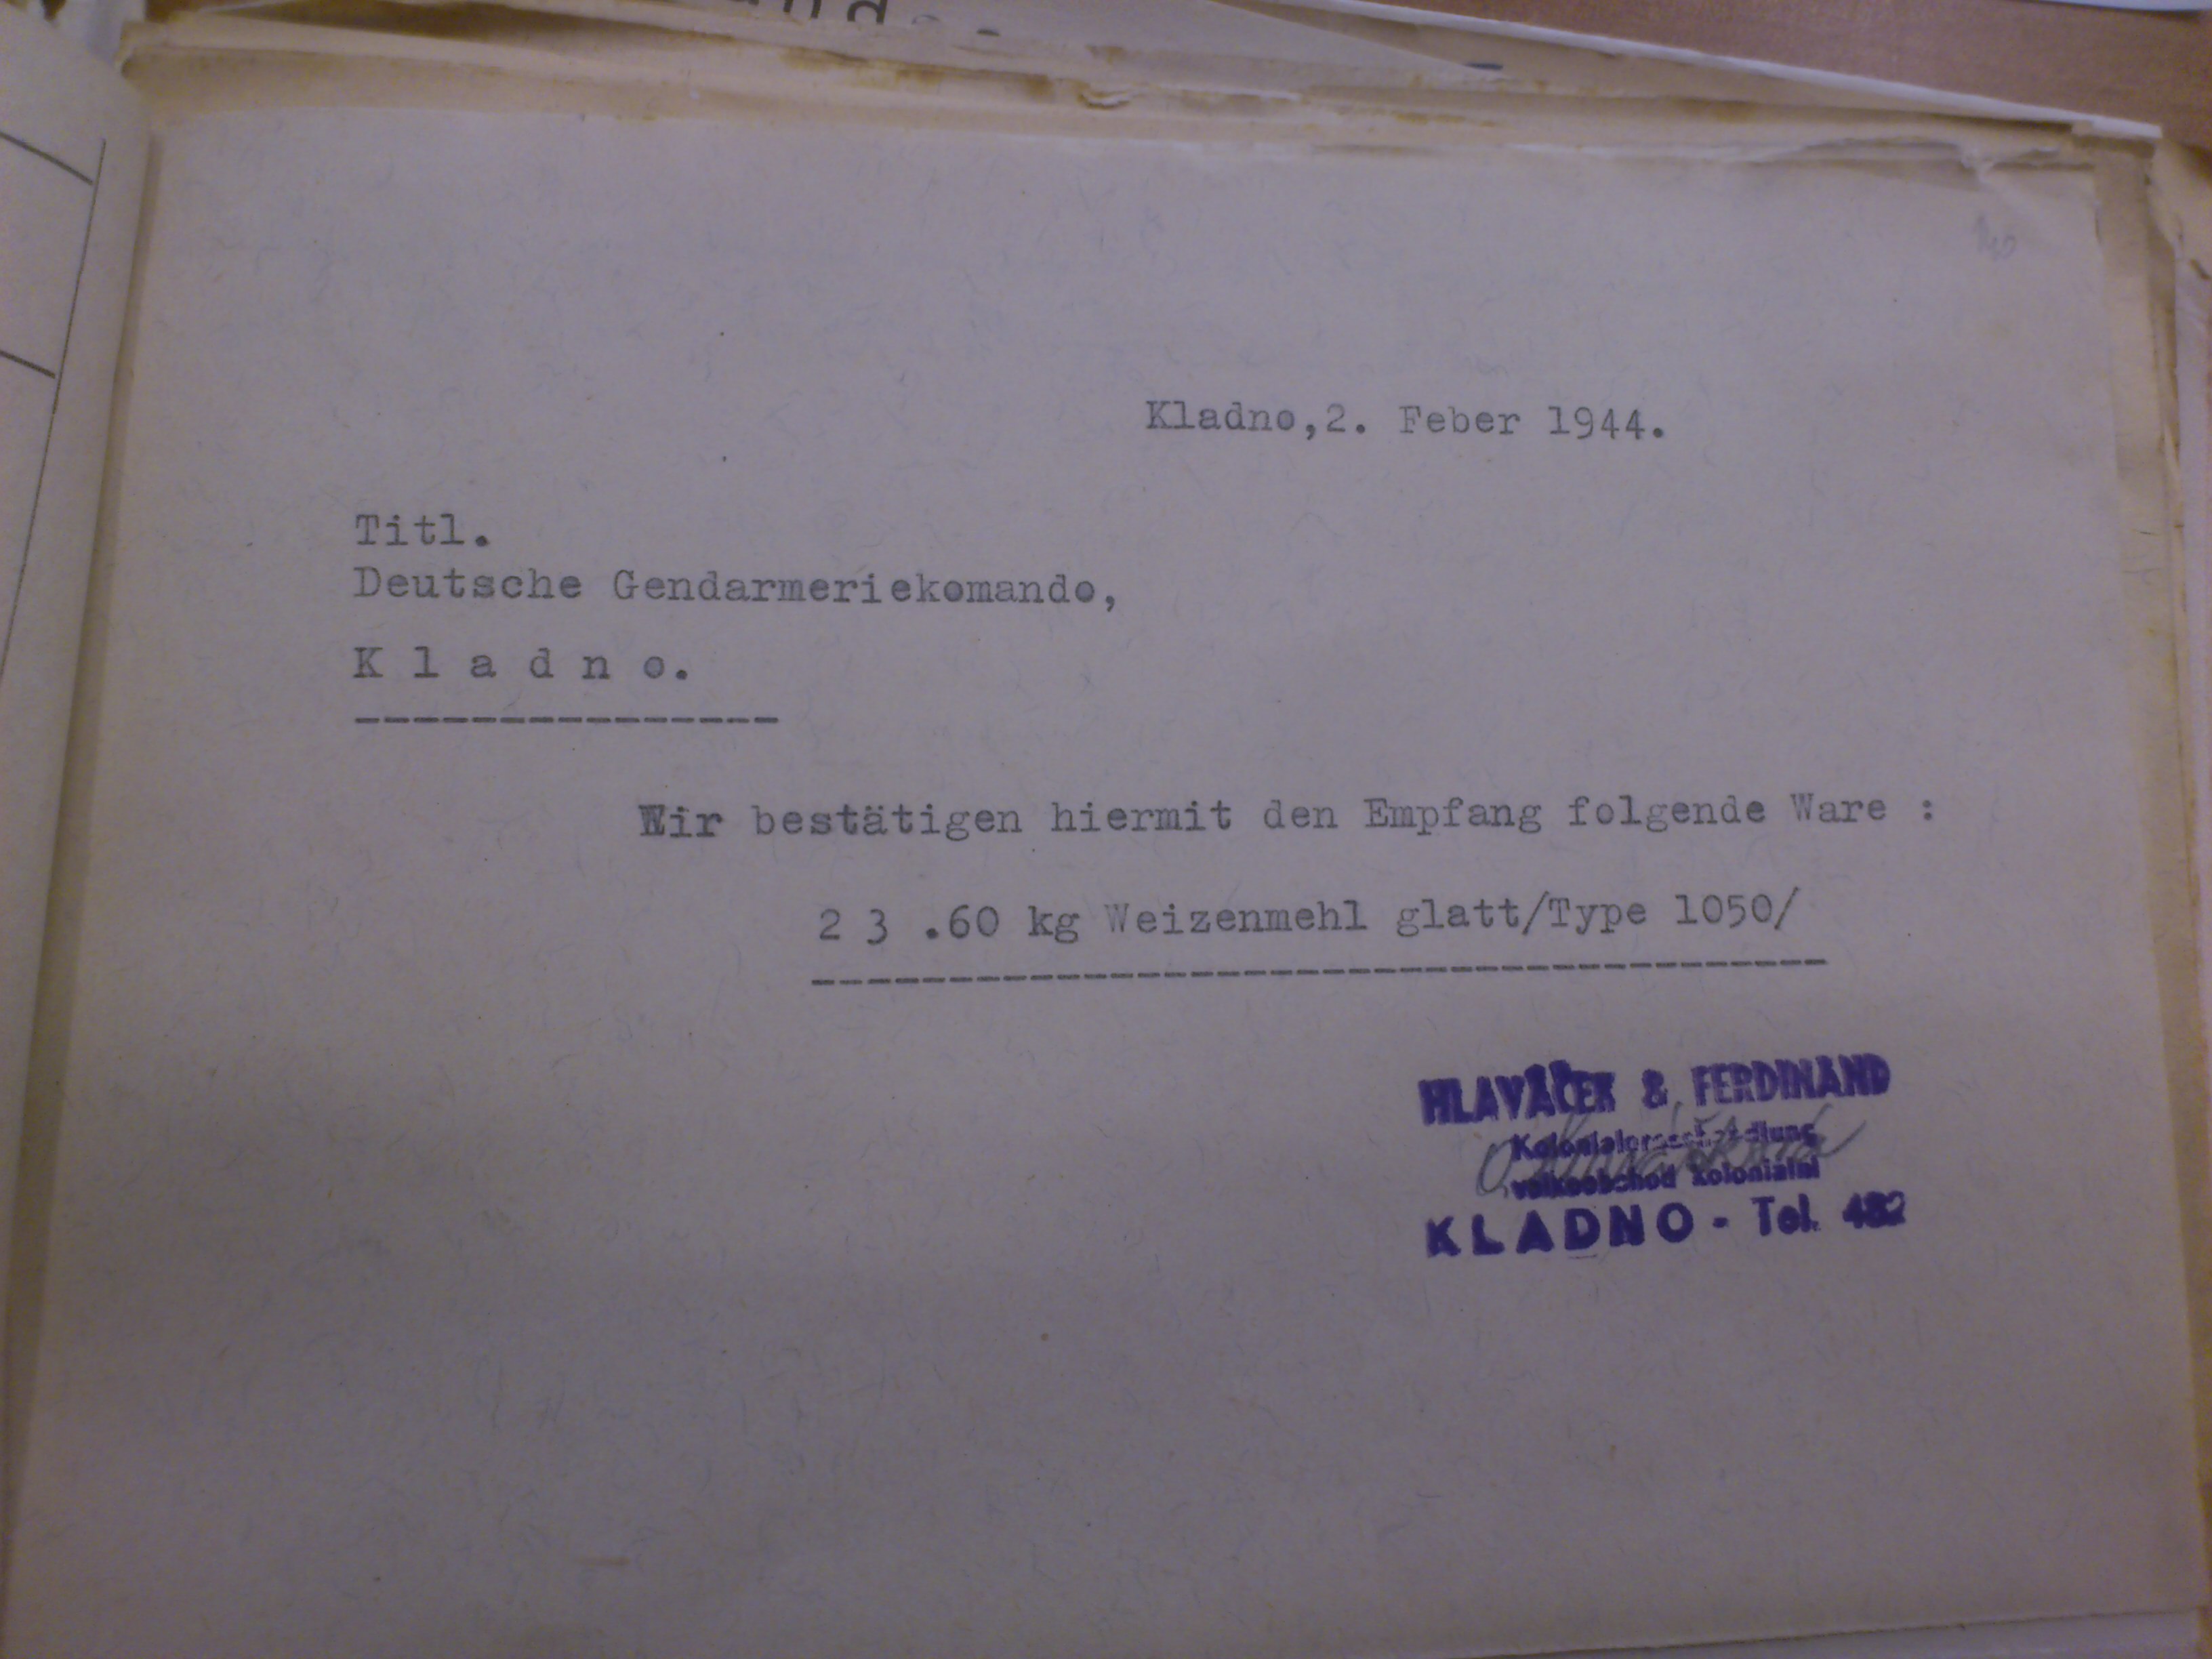 Kladno,2. Feber 1944.
Titl.
Deutsche Gendarmeriekomando,
K l a d n o.
----------------
Wir bestätigen hiermit den Empfang folgende Ware :
2 3 .60 kg Weizenmehl glatt/Type 1050/
--------------------------------------
HLAVÁČEK & FERDINAND
Kolonialgrosshandlung
velkoobchod koloniální
KLADNO - Tel. 482